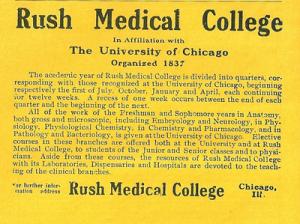 Rush Medical College
In Affiliation with
The University of Chicago
Organized 1837
The acedemic year of Rush Medical College is divided into quarters, cor-
responding with those recognized at the University of Chicago, beginning
respectively the first of July, October, January and April, each continuing
for twelve weeks. A recess of one week occurs between the end of each
quarter and the beginning of the next.
All of the work of the Freshman and Sophomore years in Anatomy,
both gross and microscopic, including Embryology and Neurology, in Phy-
siology, Physiological Chemistry, in Chemistry and Pharmacology, and in
Pathology and Bacteriology, is given at the University of Chicago. Elective
courses in these branches are offered both at the University and at Rush
Medical College, to students of the Junior and Senior classes and to physi-
cians. Aside from these courses, the resources of Rush Medical College
with its Laboratories, Dispensaries and Hospitals are devoted to the teach-
ing of the clinical branches.
For further infor-
mation address
Rush Medical College
Chicago,
Ill.